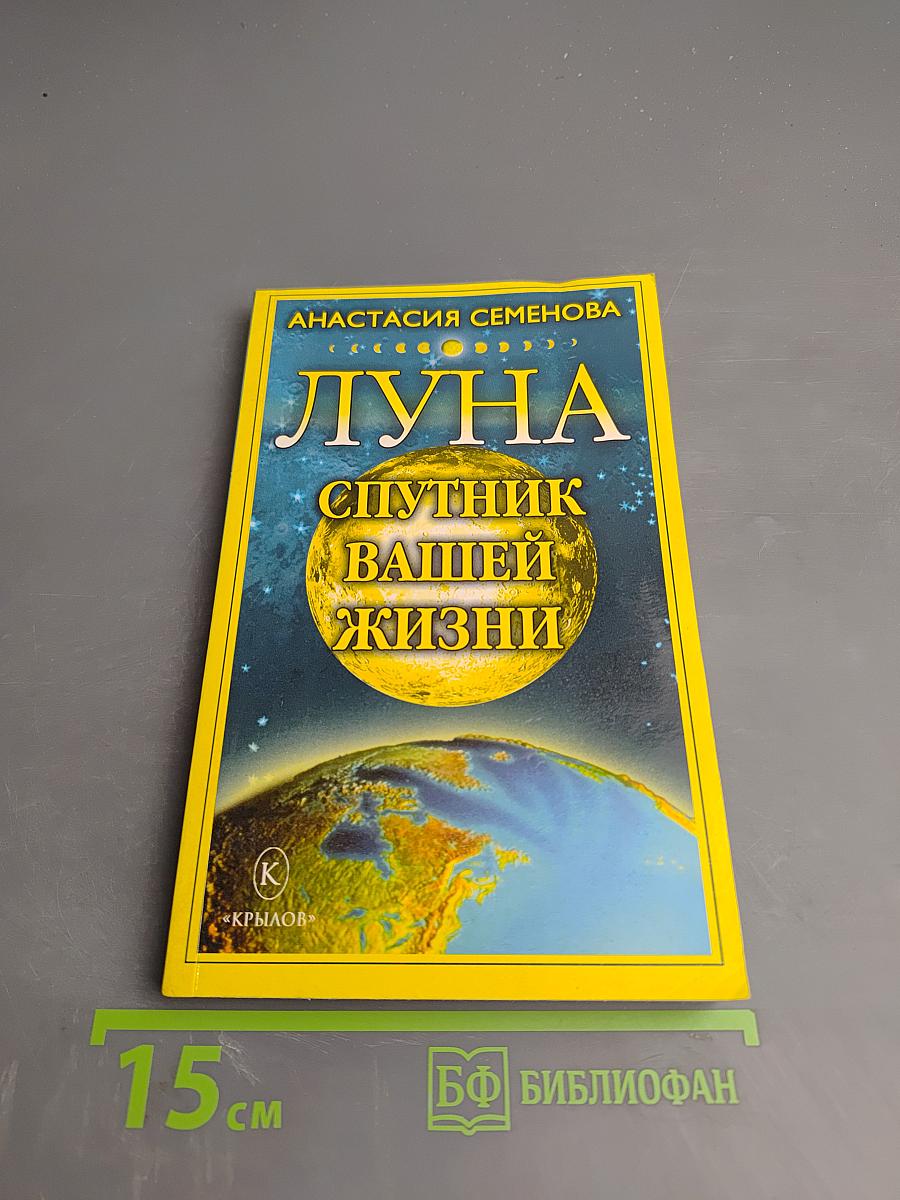 АНАСТАСИЯ СЕМЕНОВА
ЛУНА
СПУТНИК
ВАШЕЙ
ЖИЗНИ
К
«КРЫЛОВ»
15 см
БФ БИБЛИОФАН